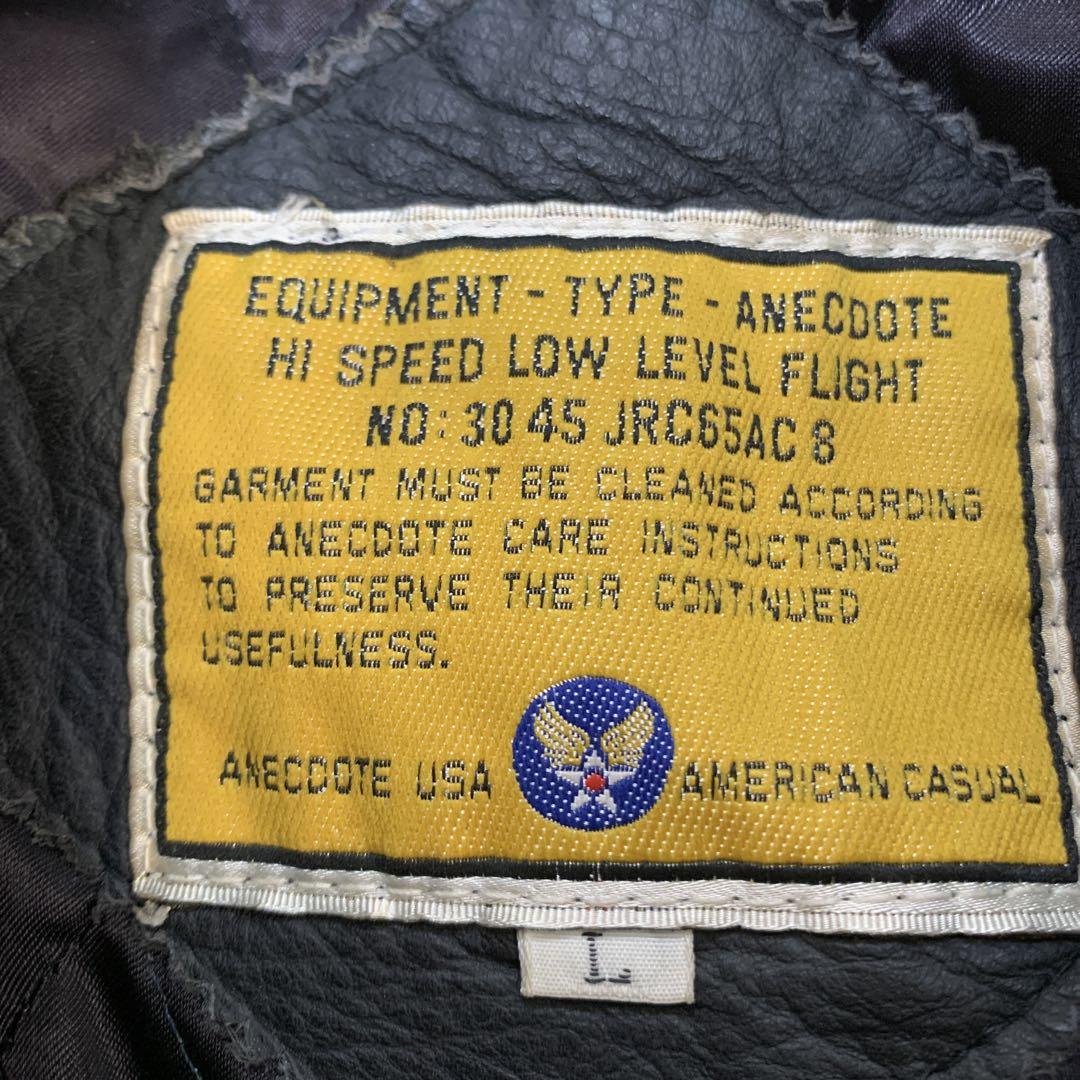 EQUIPMENT - TYPE - ANECDOTE
HI SPEED LOW LEVEL FLIGHT
NO: 30 45 JRC65AC 8
GARMENT MUST BE CLEANED ACCORDING
TO ANECDOTE CARE INSTRUCTIONS
TO PRESERVE THEIR CONTINUED
USEFULNESS.
ANECDOTE USA AMERICAN CASUAL
L